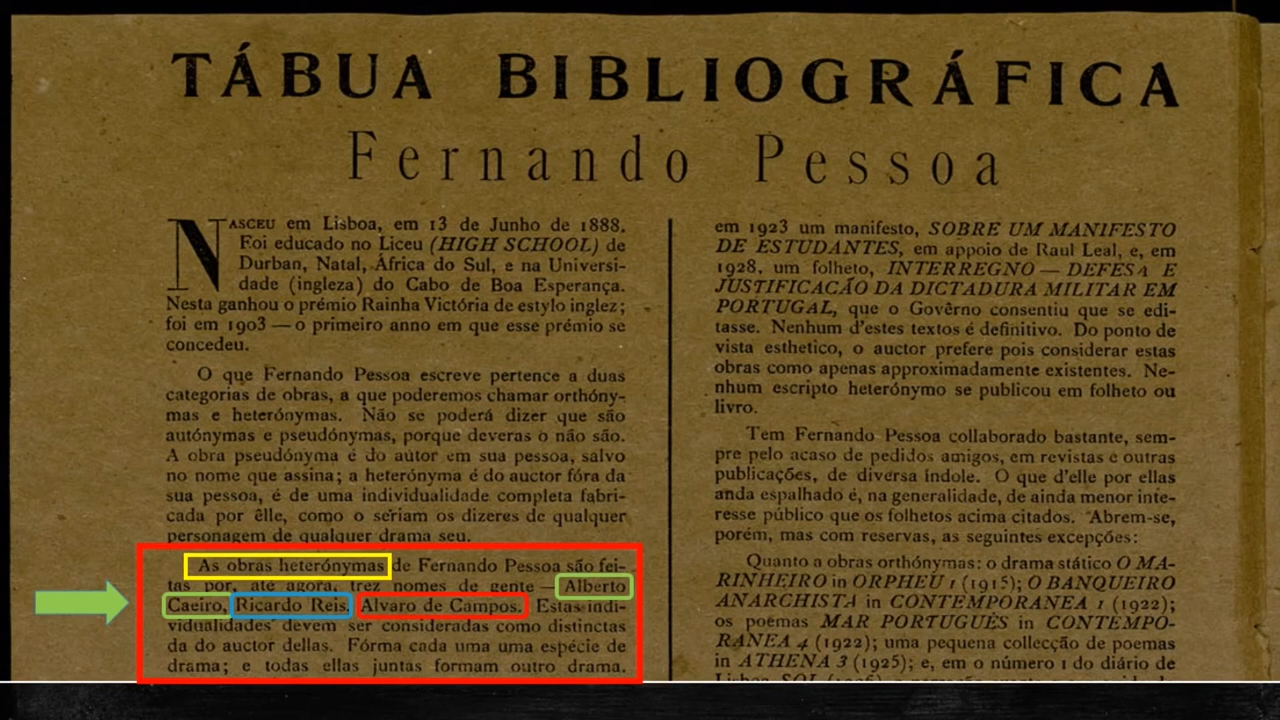 TÁBUA BIBLIOGRÁFICA
Fernando Pessoa
NASCEU em Lisboa, em 13 de Junho de 1888.
Foi educado no Liceu (HIGH SCHOOL) de
Durban, Natal, África do Sul, e na Universi-
dade (ingleza) do Cabo de Boa Esperança.
Nesta ganhou o prémio Rainha Victória de estylo inglez;
foi em 1903 — o primeiro anno em que esse prémio se
concedeu.
O que Fernando Pessoa escreve pertence a duas
categorias de obras, a que poderemos chamar orthóny-
mas e heterónymas. Não se poderá dizer que são
autónymas e pseudónymas, porque deveras o não são.
A obra pseudónyma é do autor em sua pessoa, salvo
no nome que assina; a heterónyma é do auctor fóra da
sua pessoa, é de uma individualidade completa fabri-
cada por êlle, como o seriam os dizeres de qualquer
personagem de qualquer drama seu.
As obras heterónymas de Fernando Pessoa são fei-
tas por, até agora, trez nomes de gente — Alberto
Caeiro, Ricardo Reis, Alvaro de Campos. Estas indi-
vidualidades devem ser consideradas como distinctas
da do auctor dellas. Fórma cada uma uma espécie de
drama; e todas ellas juntas formam outro drama.
em 1923 um manifesto, SOBRE UM MANIFESTO
DE ESTUDANTES, em appoio de Raul Leal, e, em
1928, um folheto, INTERREGNO — DEFESA E
JUSTIFICACÃO DA DICTADURA MILITAR EM
PORTUGAL, que o Govêrno consentiu que se edi-
tasse. Nenhum d'estes textos é definitivo. Do ponto de
vista esthetico, o auctor prefere pois considerar estas
obras como apenas approximadamente existentes. Ne-
nhum escripto heterónymo se publicou em folheto ou
livro.
Tem Fernando Pessoa collaborado bastante, sem-
pre pelo acaso de pedidos amigos, em revistas e outras
publicações, de diversa índole. O que d'elle por ellas
anda espalhado é, na generalidade, de ainda menor inte-
resse público que os folhetos acima citados. Abrem-se,
porém, mas com reservas, as seguintes excepções:
Quanto a obras orthónymas: o drama stático O MA-
RINHEIRO in ORPHEU 1 (1915); O BANQUEIRO
ANARCHISTA in CONTEMPORANEA 1 (1922);
os poemas MAR PORTUGUÊS in CONTEMPO-
RANEA 4 (1922); uma pequena collecção de poemas
in ATHENA 3 (1925); e, em o número 1 do diário de